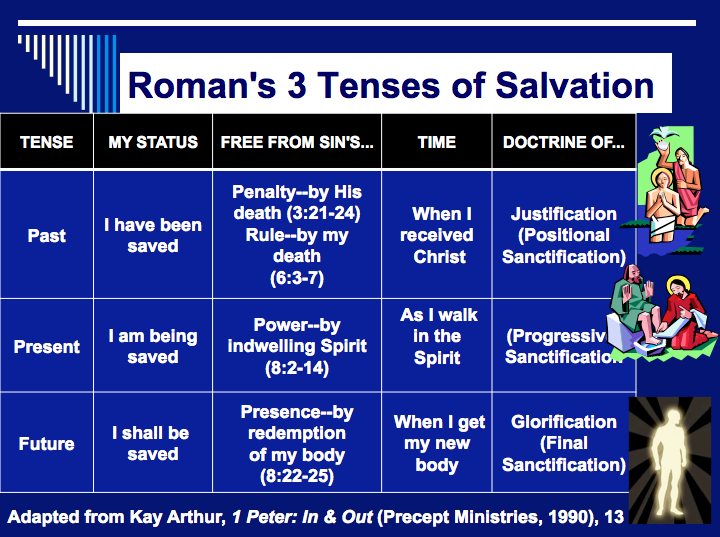 Roman's 3 Tenses of Salvation
TENSE
MY STATUS
FREE FROM SIN'S...
TIME
DOCTRINE OF...
Past
I have been
saved
Penalty--by His
death (3:21-24)
Rule--by my
death
(6:3-7)
When I
received
Christ
Justification
(Positional
Sanctification)
Present
I am being
saved
Power--by
indwelling Spirit
(8:2-14)
As I walk
in the
Spirit
(Progressiv
Sanctification
Future
I shall be
saved
Presence--by
redemption
of my body
(8:22-25)
When I get
my new
body
Glorification
(Final
Sanctification)
Adapted from Kay Arthur, 1 Peter: In & Out (Precept Ministries, 1990), 13